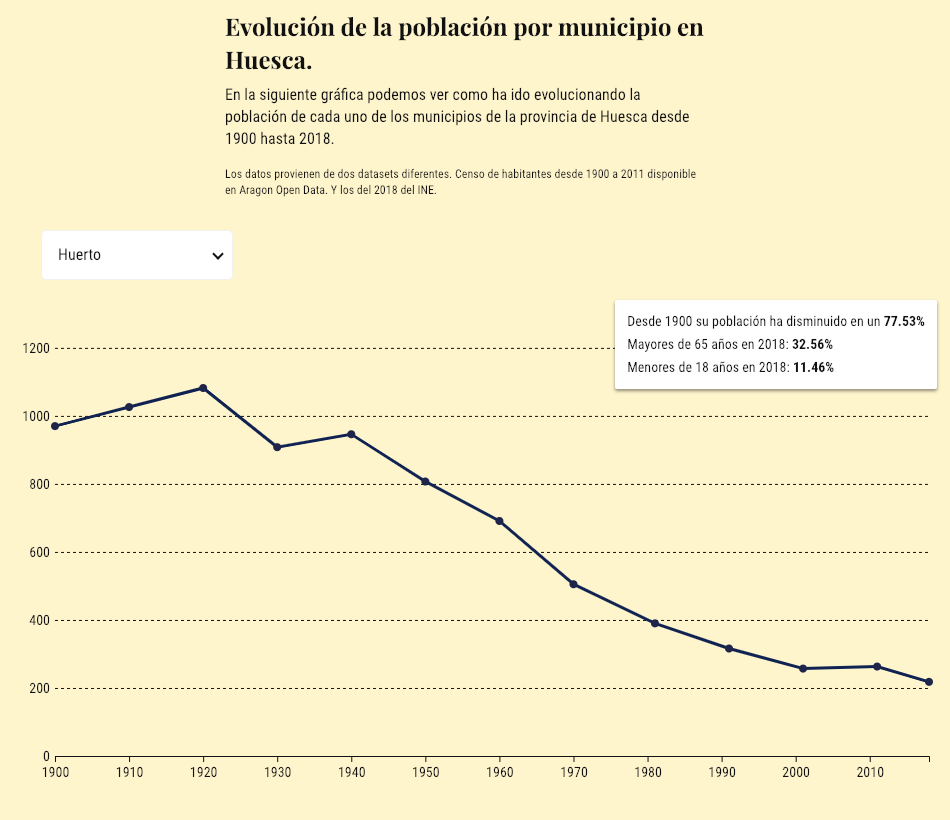 Evolución de la población por municipio en
Huesca.
En la siguiente gráfica podemos ver como ha ido evolucionando la
población de cada uno de los municipios de la provincia de Huesca desde
1900 hasta 2018.
Los datos provienen de dos datasets diferentes. Censo de habitantes desde 1900 a 2011 disponible
en Aragon Open Data. Y los del 2018 del INE.
Huerto
Desde 1900 su población ha disminuido en un 77.53%
Mayores de 65 años en 2018: 32.56%
Menores de 18 años en 2018: 11.46%
1200
1000
800
600
400
200
0
1900 1910 1920 1930 1940 1950 1960 1970 1980 1990 2000 2010